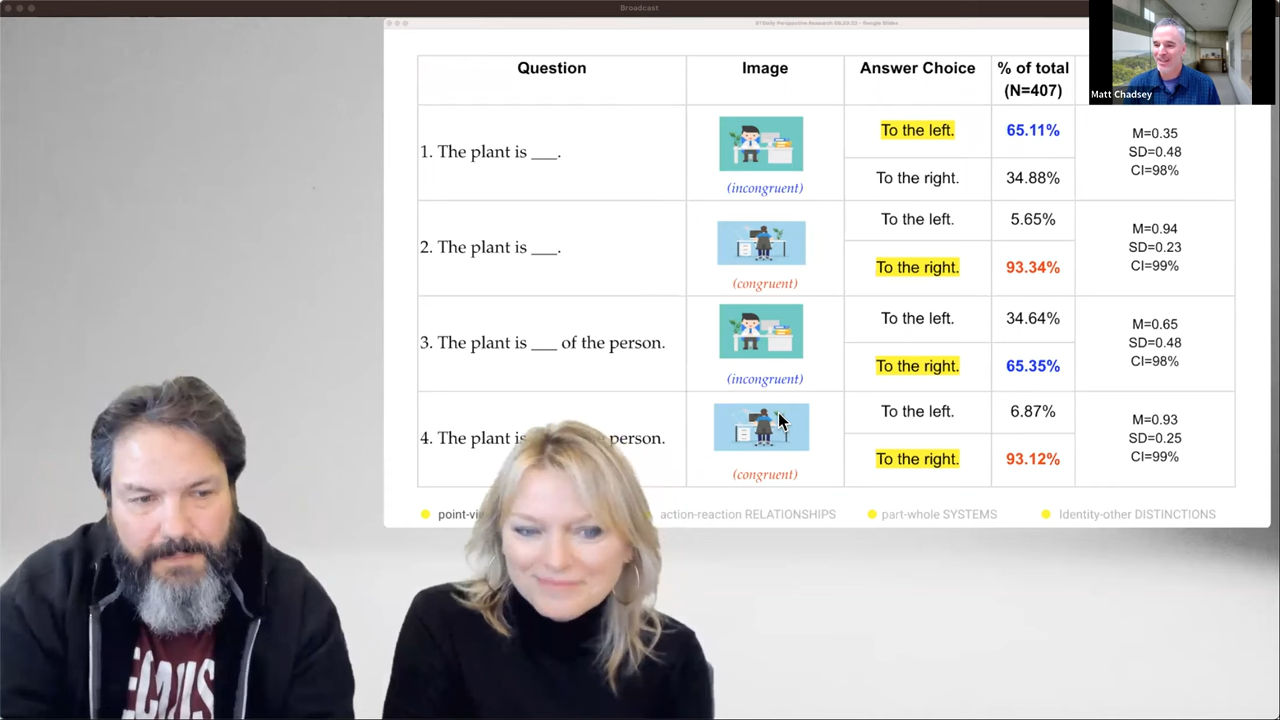 Broadcast
Matt Chadsey
Question
Image
Answer Choice
% of total
(N=407)
1. The plant is ___.
(incongruent)
To the left.
65.11%
To the right.
34.88%
M=0.35
SD=0.48
CI=98%
2. The plant is ___.
(congruent)
To the left.
5.65%
To the right.
93.34%
M=0.94
SD=0.23
CI=99%
3. The plant is ___ of the person.
(incongruent)
To the left.
34.64%
To the right.
65.35%
M=0.65
SD=0.48
CI=98%
4. The plant is person.
(congruent)
To the left.
6.87%
To the right.
93.12%
M=0.93
SD=0.25
CI=99%
action-reaction RELATIONSHIPS
part-whole SYSTEMS
Identity-other DISTINCTIONS